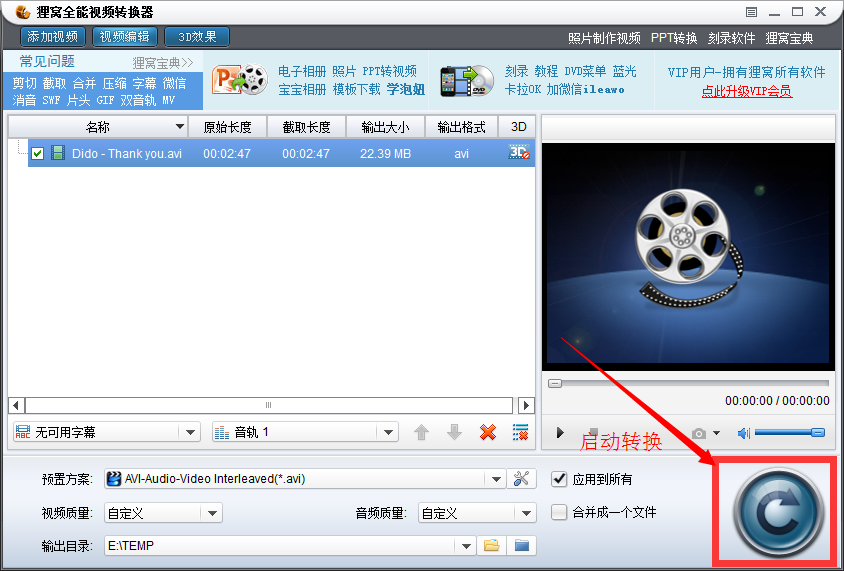 狸窝全能视频转换器
添加视频 视频编辑 3D效果 照片制作视频 PPT转换 刻录软件 狸窝宝典
常见问题 狸窝宝典>>
剪切 截取 合并 压缩 字幕 微信
消音 SWF 片头 GIF 双音轨 MV
电子相册 照片 PPT转视频
宝宝相册 模板下载 学泡妞
刻录 教程 DVD菜单 蓝光
卡拉OK 加微信ileawo
VIP用户-拥有狸窝所有软件
点此升级VIP会员
名称 原始长度 截取长度 输出大小 输出格式 3D
Dido - Thank you.avi 00:02:47 00:02:47 22.39 MB avi 3D
00:00:00 / 00:00:00
ABC 无可用字幕 音轨 1
启动转换
预置方案: AVI-Audio-Video Interleaved(*.avi) 应用到所有
视频质量: 自定义 音频质量: 自定义 合并成一个文件
输出目录: E:\TEMP